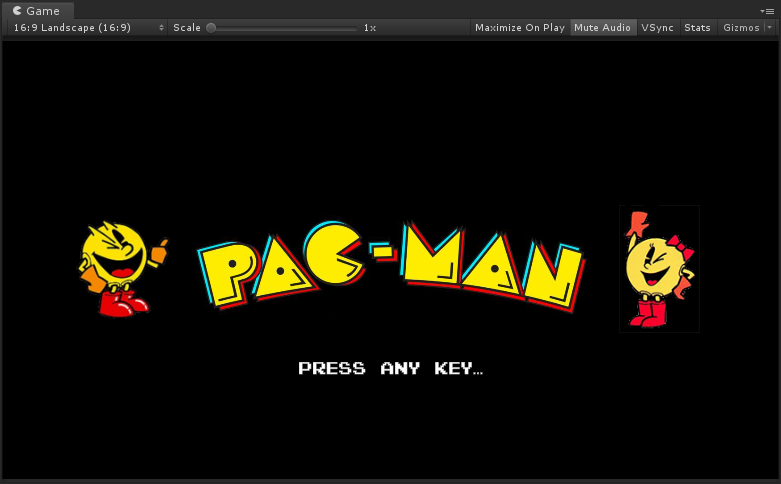 Game
16:9 Landscape (16:9) Scale 1x Maximize On Play Mute Audio VSync Stats Gizmos
PAC-MAN
PRESS ANY KEY…